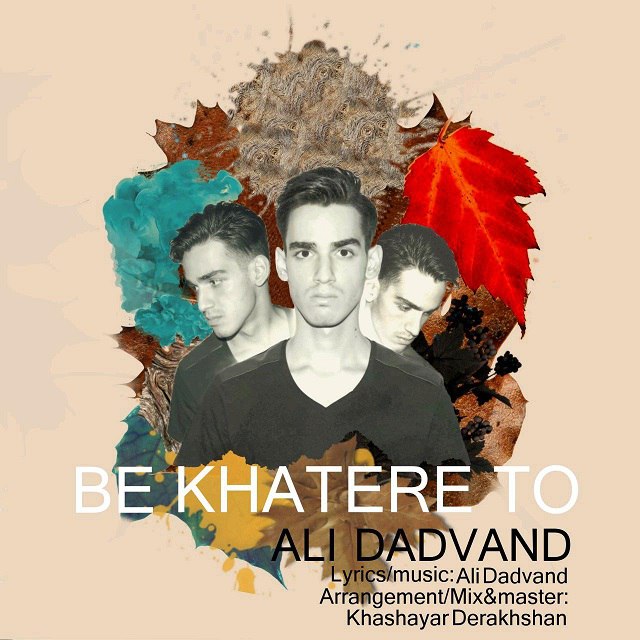 BE KHATERE TO
ALI DADVAND
Lyrics/music: Ali Dadvand
Arrangement/Mix&master:
Khashayar Derakhshan